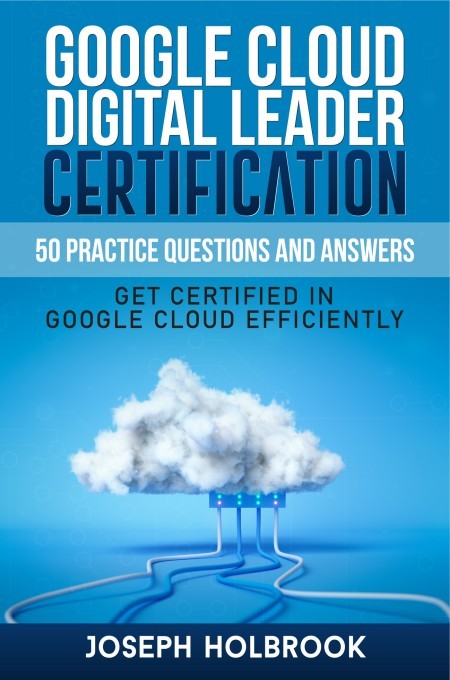 GOOGLE CLOUD
DIGITAL LEADER
CERTIFICATION
50 PRACTICE QUESTIONS AND ANSWERS
GET CERTIFIED IN
GOOGLE CLOUD EFFICIENTLY
JOSEPH HOLBROOK